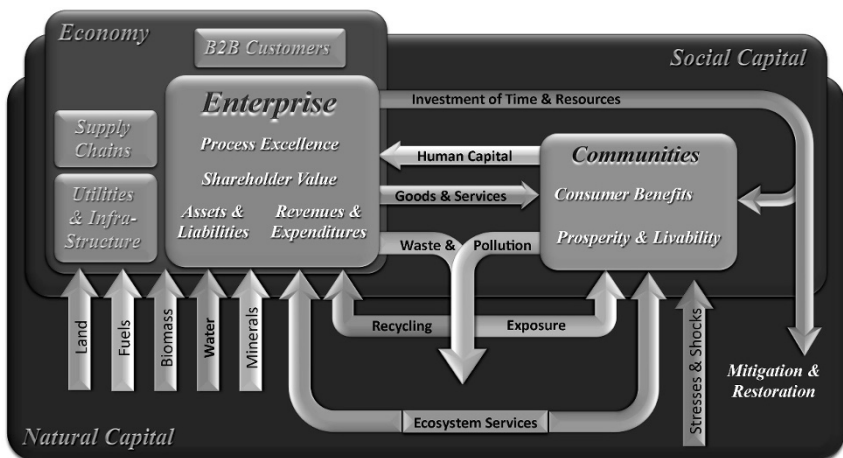 Economy
B2B Customers
Social Capital
Enterprise
Investment of Time & Resources
Supply
Chains
Process Excellence
Human Capital
Communities
Shareholder Value
Utilities
& Infra-
Structure
Goods & Services
Consumer Benefits
Assets &
Liabilities
Revenues &
Expenditures
Waste &
Pollution
Prosperity & Livability
Land
Fuels
Biomass
Water
Minerals
Recycling
Exposure
Stresses & Shocks
Mitigation &
Restoration
Ecosystem Services
Natural Capital